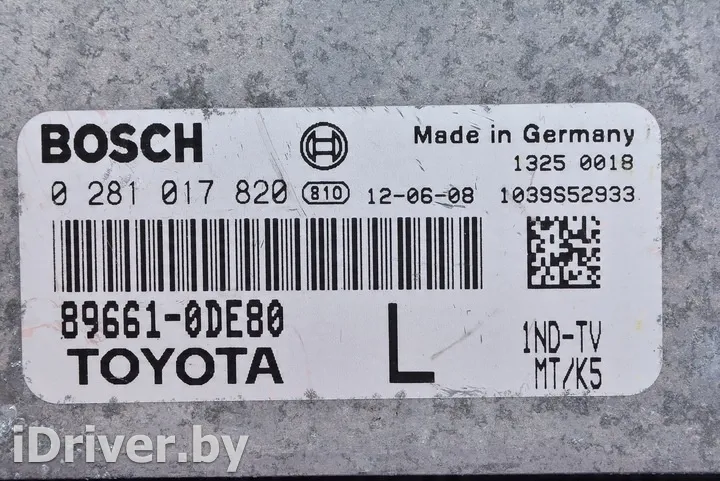 BOSCH
Made in Germany
1325 0018
0 281 017 820 810 12-06-08 1039S52933
89661-0DE80
TOYOTA
L
1ND-TV
MT/K5
iDriver.by